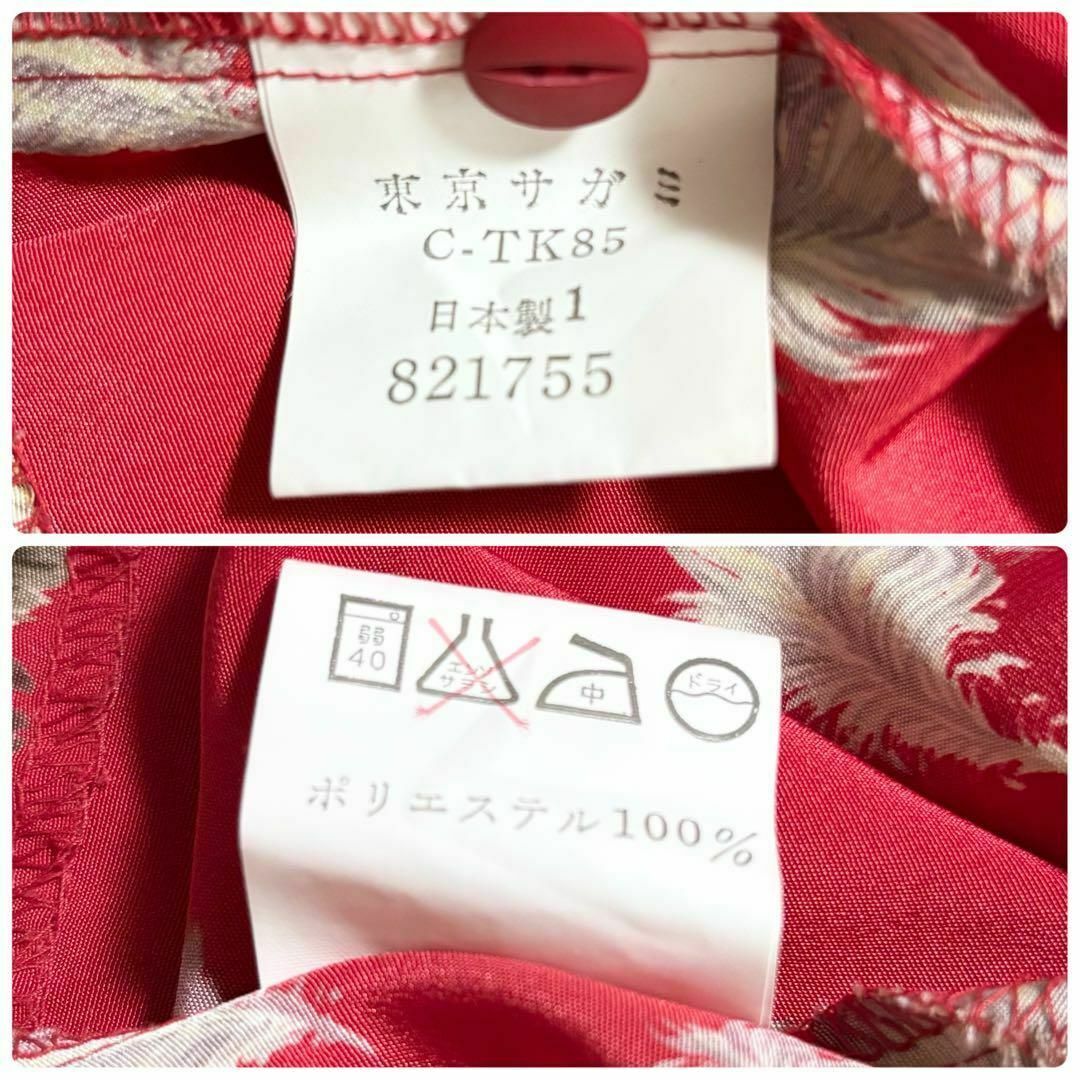 東京サガミ
C-TK85
日本製1
821755
弱
40
エンソ
サラシ
中
ドライ
ポリエステル100%